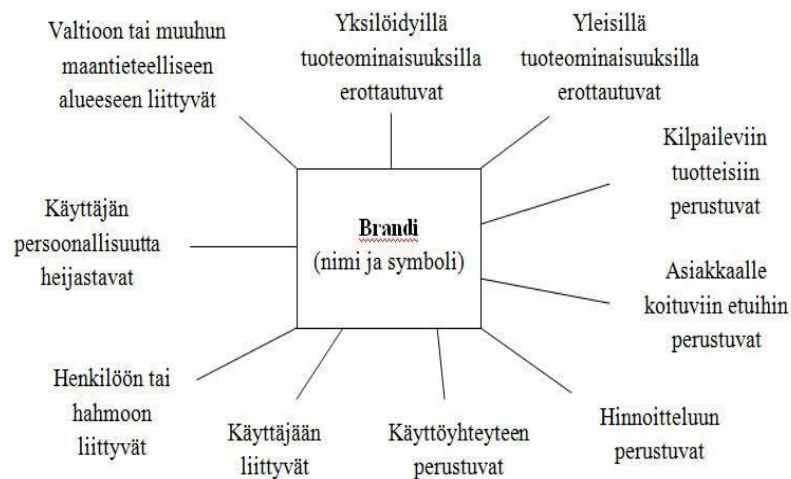 Valtioon tai muuhun
maantieteelliseen
alueeseen liittyvät
Yksilöidyillä
tuoteominaisuuksilla
erottautuvat
Yleisillä
tuoteominaisuuksilla
erottautuvat
Kilpaileviin
tuotteisiin
perustuvat
Käyttäjän
persoonallisuutta
heijastavat
Brandi
(nimi ja symboli)
Asiakkaalle
koituviin etuihin
perustuvat
Henkilöön tai
hahmoon
liittyvät
Käyttäjään
liittyvät
Käyttöyhteyteen
perustuvat
Hinnoitteluun
perustuvat